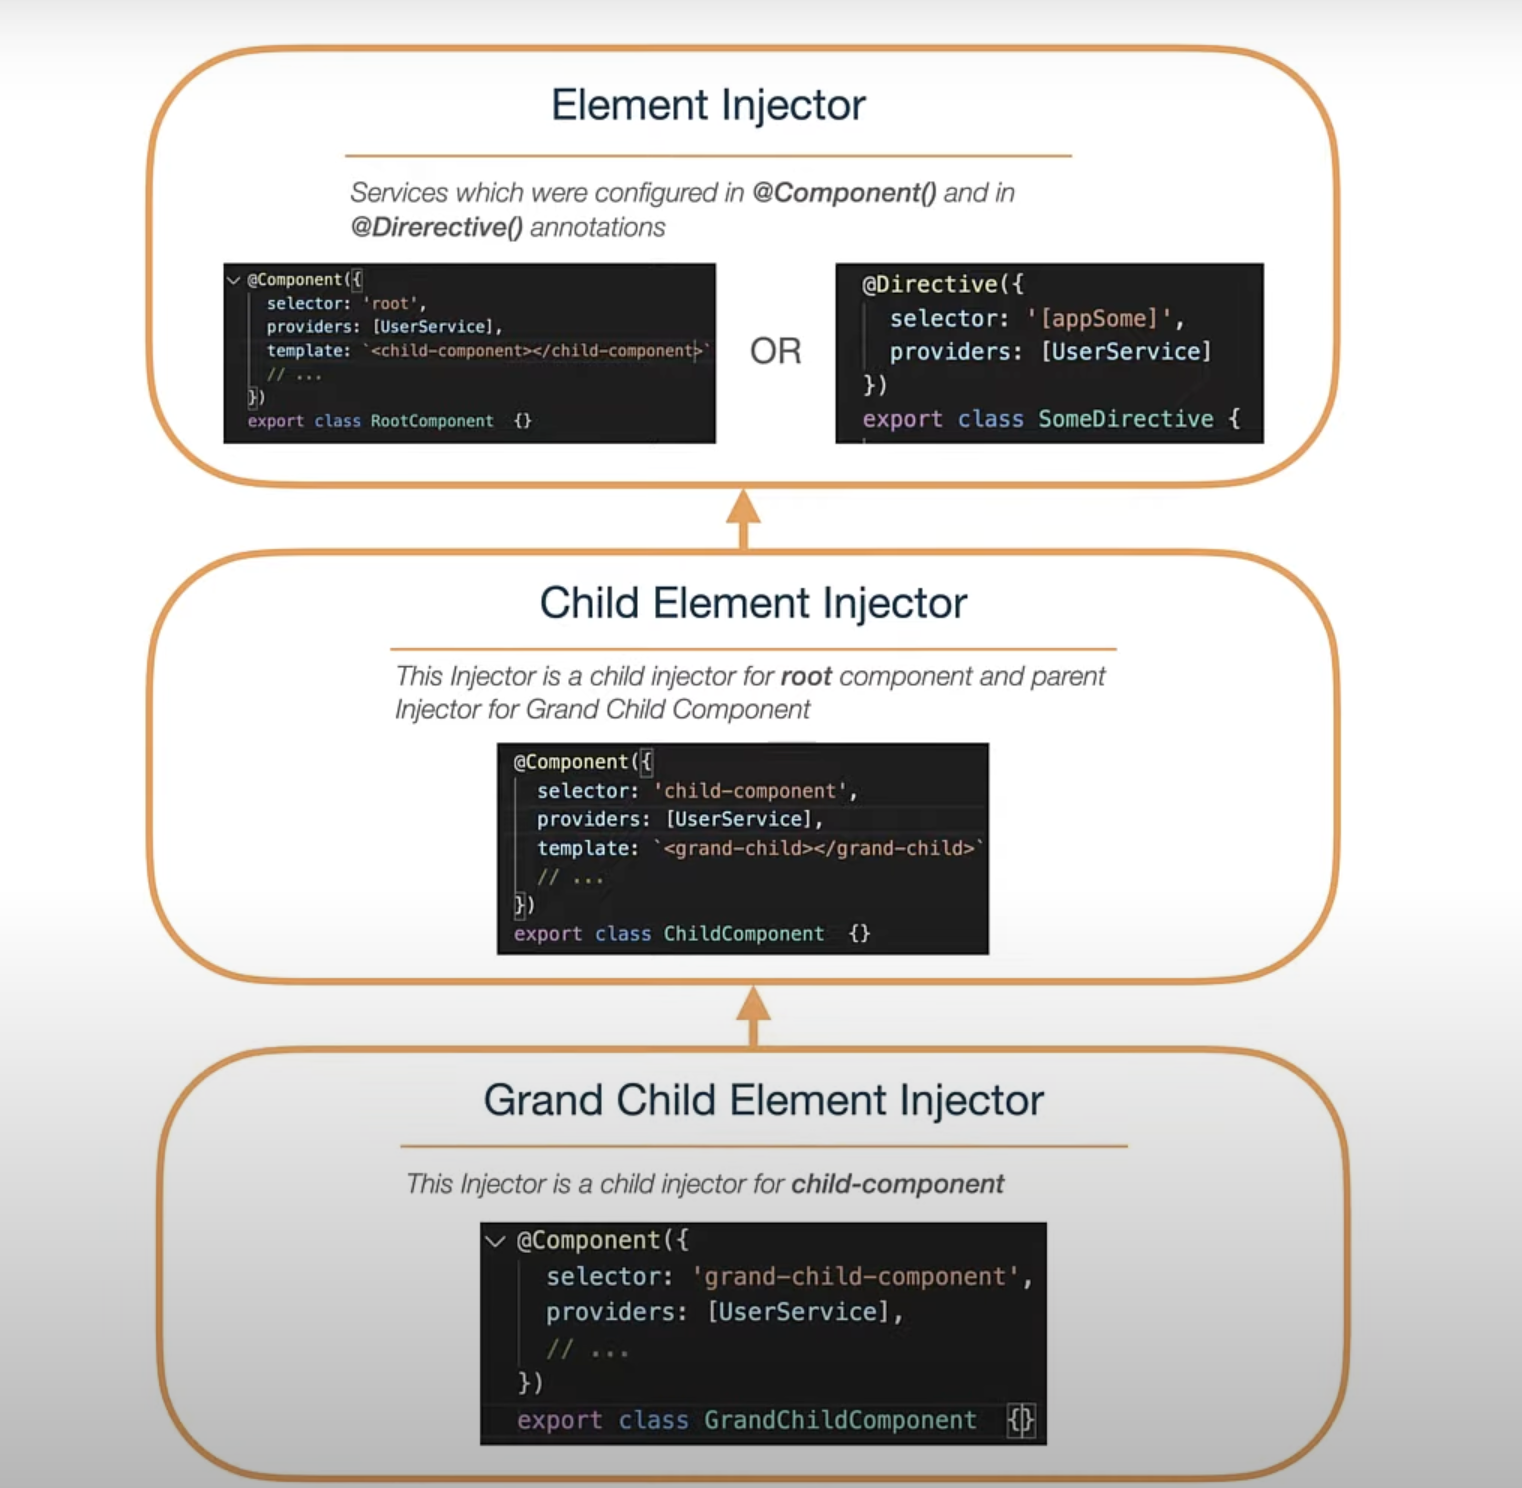 Element Injector
Services which were configured in @Component() and in
@Direrective() annotations
@Component({
selector: 'root',
providers: [UserService],
template: `<child-component></child-component>`
// ...
})
export class RootComponent {}
OR
@Directive({
selector: '[appSome]',
providers: [UserService]
})
export class SomeDirective {
Child Element Injector
This Injector is a child injector for root component and parent
Injector for Grand Child Component
@Component({
selector: 'child-component',
providers: [UserService],
template: `<grand-child></grand-child>`
// ...
})
export class ChildComponent {}
Grand Child Element Injector
This Injector is a child injector for child-component
@Component({
selector: 'grand-child-component',
providers: [UserService],
// ...
})
export class GrandChildComponent {}